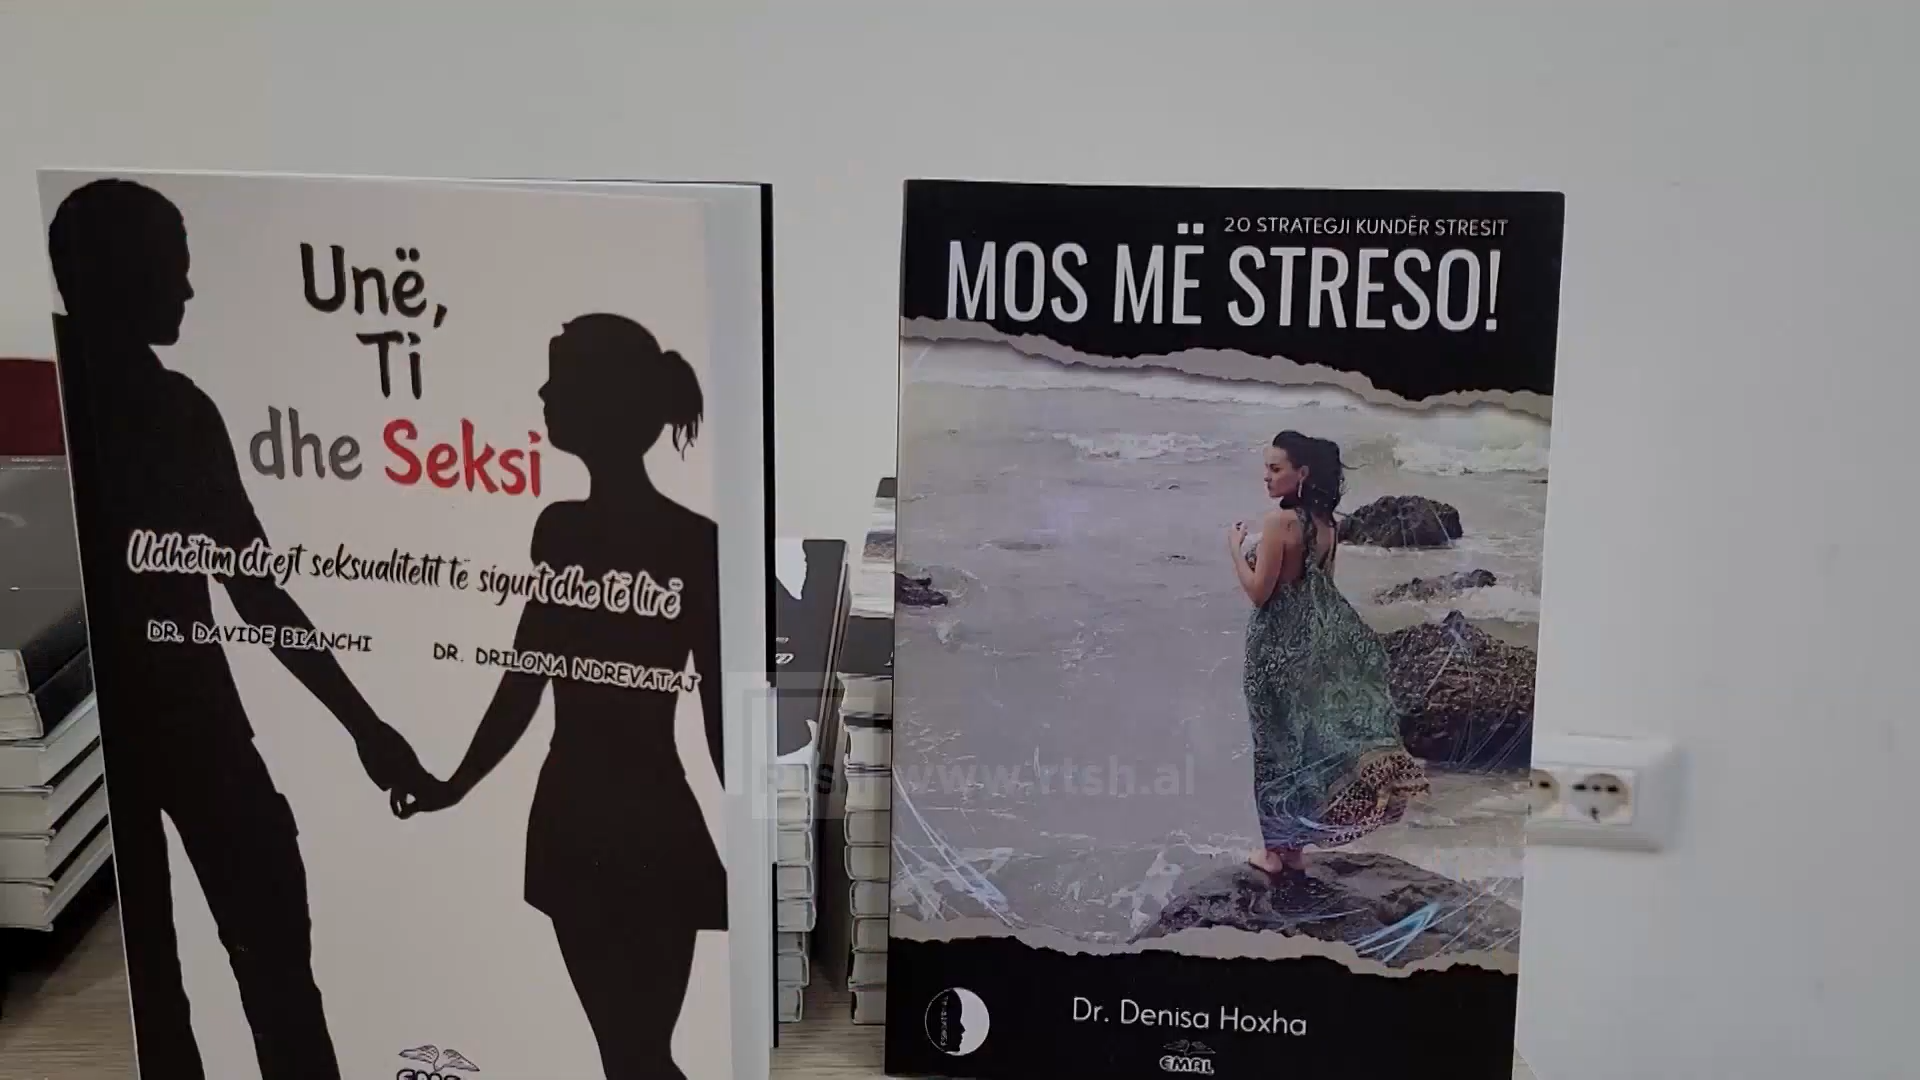 Unë,
Ti
dhe Seksi
Udhëtim drejt seksualitetit të sigurt dhe të lirë
DR. DAVIDE BIANCHI
DR. DRILONA NDREVATAJ
20 STRATEGJI KUNDËR STRESIT
MOS MË STRESO!
Dr. Denisa Hoxha
EMAL
www.rtsh.al